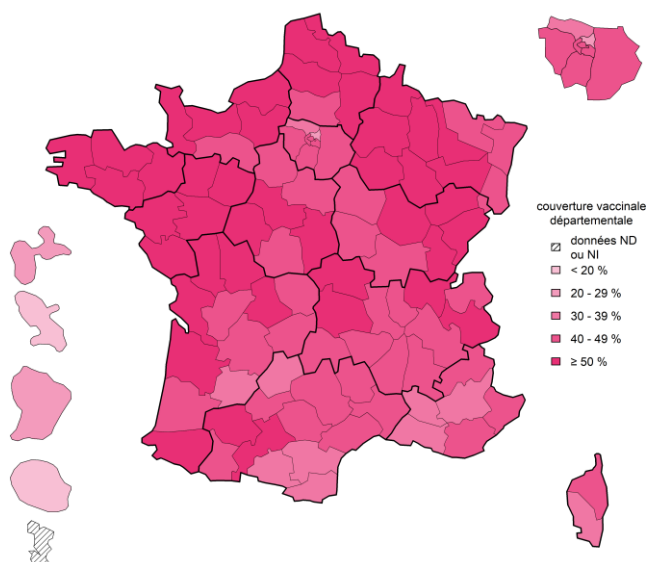 couverture vaccinale
départementale
données ND
ou NI
< 20 %
20 - 29 %
30 - 39 %
40 - 49 %
≥ 50 %